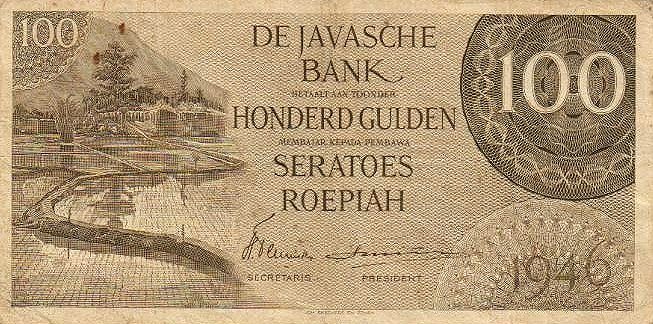 100
DE JAVASCHE
BANK
BETAALT AAN TOONDER
HONDERD GULDEN
MEMBAJAR KEPADA PEMBAWA
SERATOES
ROEPIAH
100
SECRETARIS PRESIDENT
1946